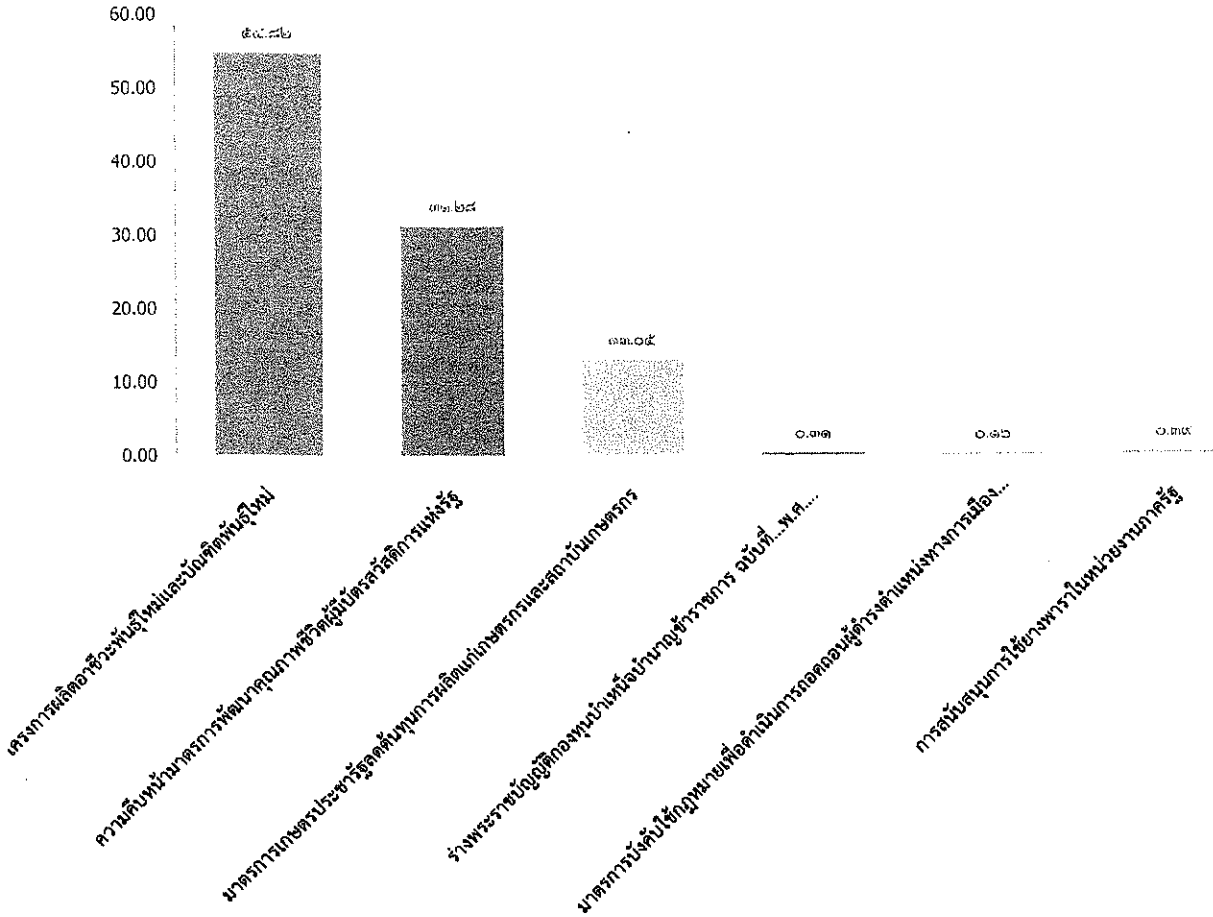 60.00
50.00
40.00
30.00
20.00
10.00
0.00
๕๔.๘๒
๓๑.๒๘
๑๓.๐๕
๐.๓๑
๐.๑๖
๐.๓๙
โครงการผลิตอาชีวะพันธุ์ใหม่และบัณฑิตพันธุ์ใหม่
ความคืบหน้ามาตรการพัฒนาคุณภาพชีวิตผู้มีบัตรสวัสดิการแห่งรัฐ
มาตรการเกษตรประชารัฐลดต้นทุนการผลิตแก่เกษตรกรและสถาบันเกษตรกร
ร่างพระราชบัญญัติกองทุนบำเหน็จบำนาญข้าราชการ ฉบับที่...พ.ศ....
มาตรการบังคับใช้กฎหมายเพื่อดำเนินการถอดถอนผู้ดำรงตำแหน่งทางการเมือง...
การสนับสนุนการใช้ยางพาราในหน่วยงานภาครัฐ